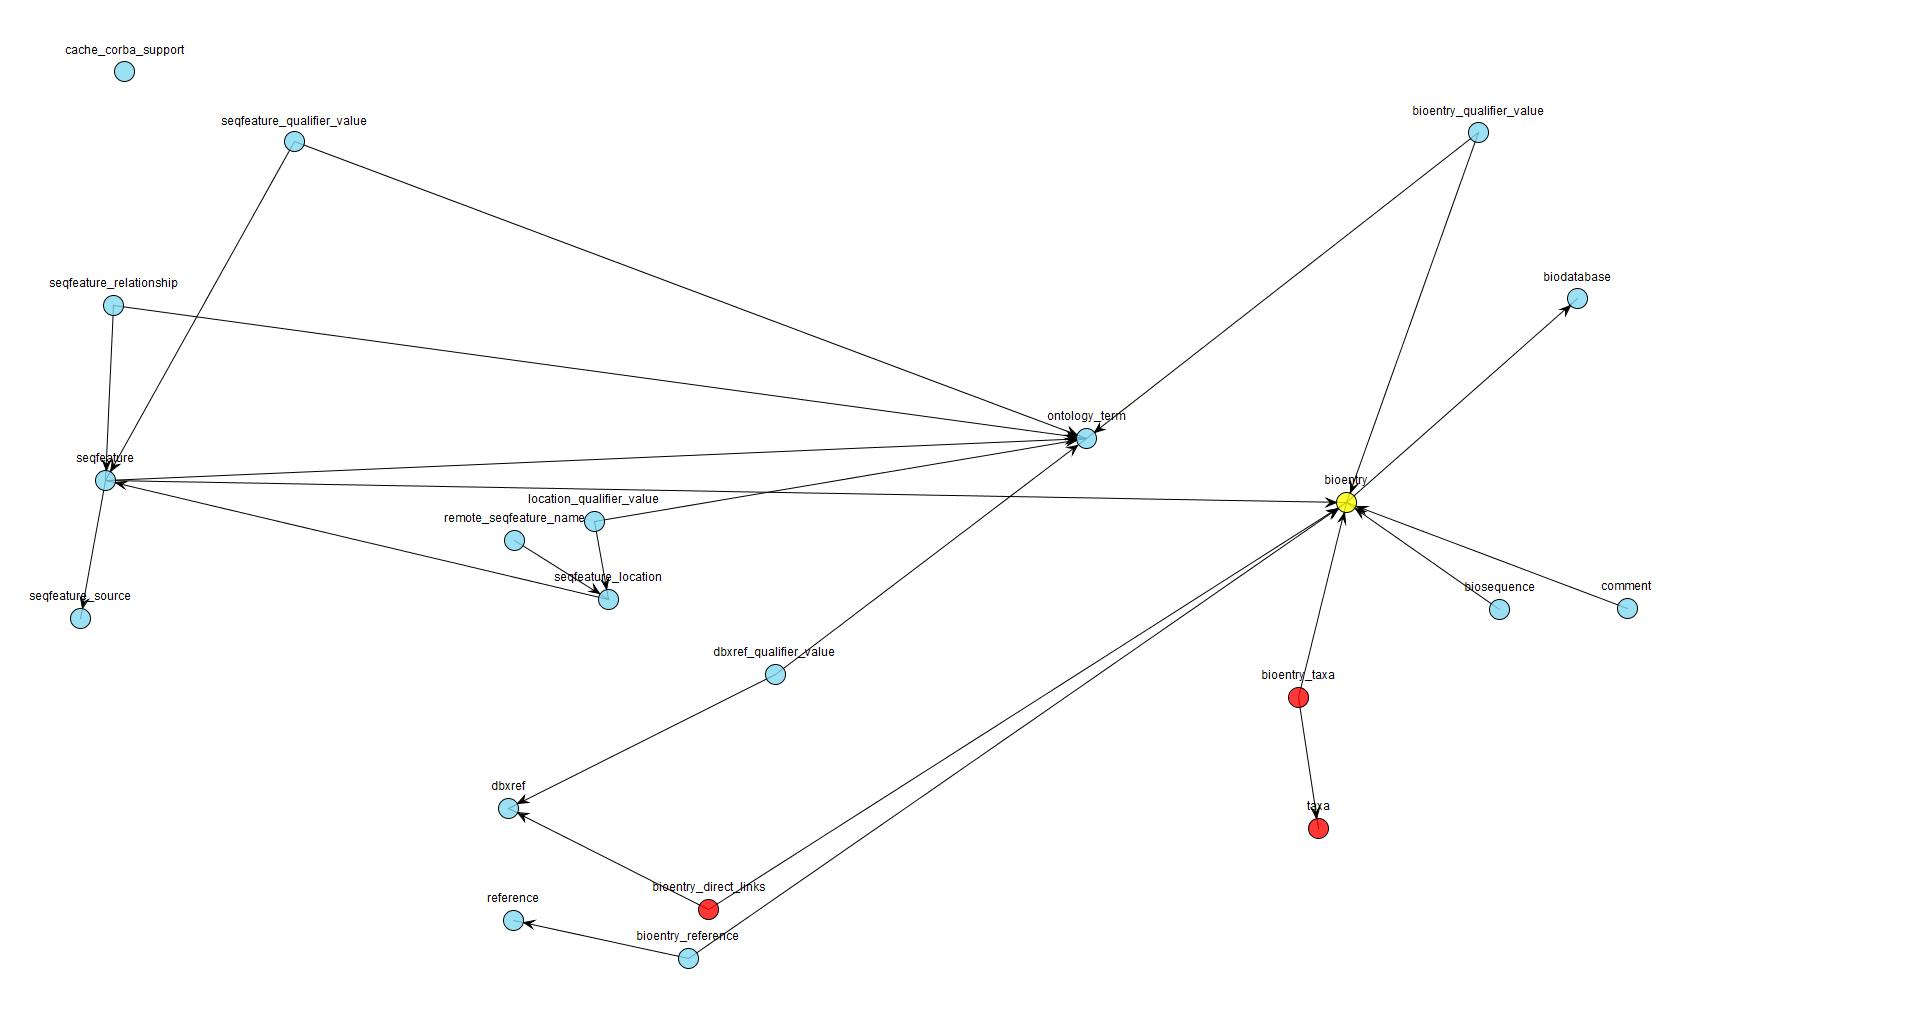 cache_corba_support
bioentry_qualifier_value
seqfeature_qualifier_value
biodatabase
seqfeature_relationship
ontology_term
seqfeature
bioentry
location_qualifier_value
remote_seqfeature_name
seqfeature_location
comment
biosequence
seqfeature_source
dbxref_qualifier_value
bioentry_taxa
dbxref
taxa
bioentry_direct_links
reference
bioentry_reference